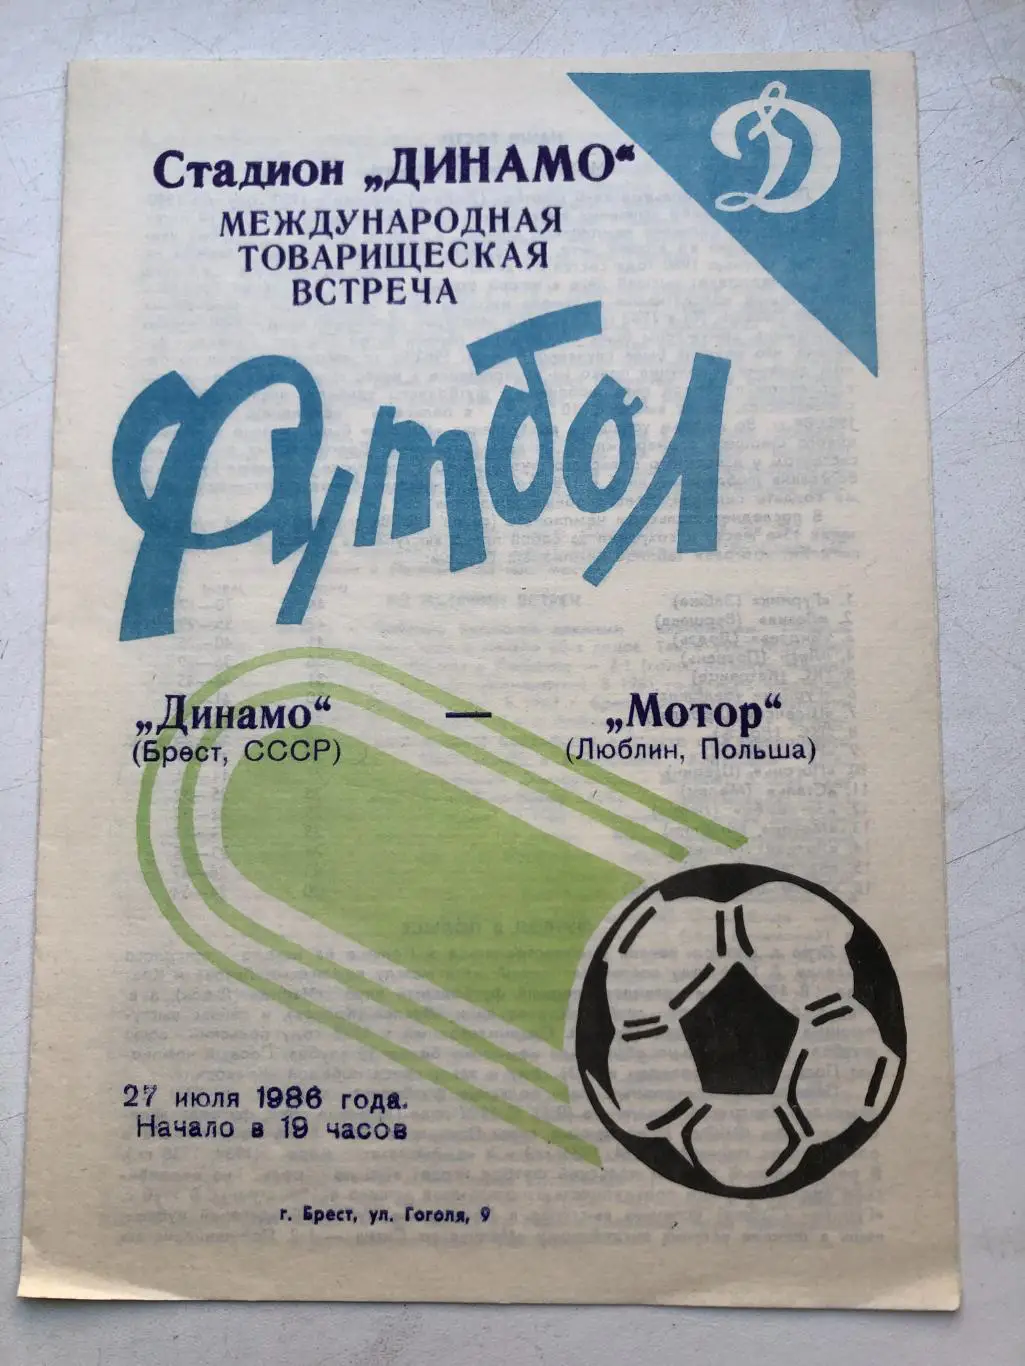 Стадион „ДИНАМО“
МЕЖДУНАРОДНАЯ
ТОВАРИЩЕСКАЯ
ВСТРЕЧА
Д
Футбол
„Динамо“ — „Мотор“
(Брест, СССР) (Люблин, Польша)
27 июля 1986 года.
Начало в 19 часов
г. Брест, ул. Гоголя, 9